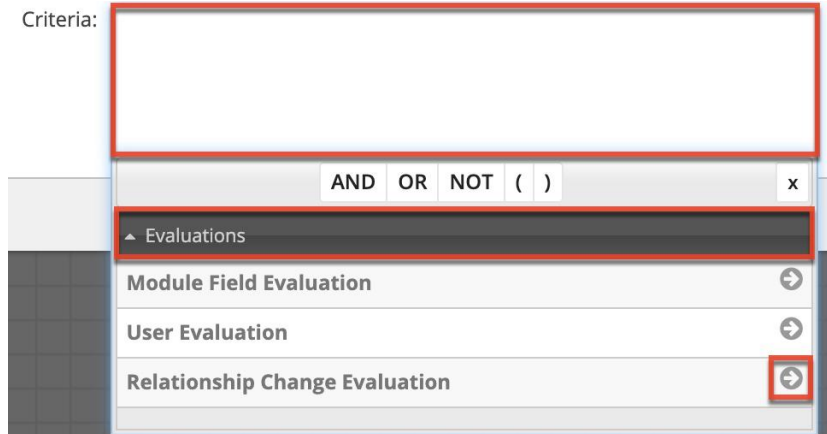 Criteria:
AND OR NOT ( ) x
Evaluations
Module Field Evaluation
User Evaluation
Relationship Change Evaluation